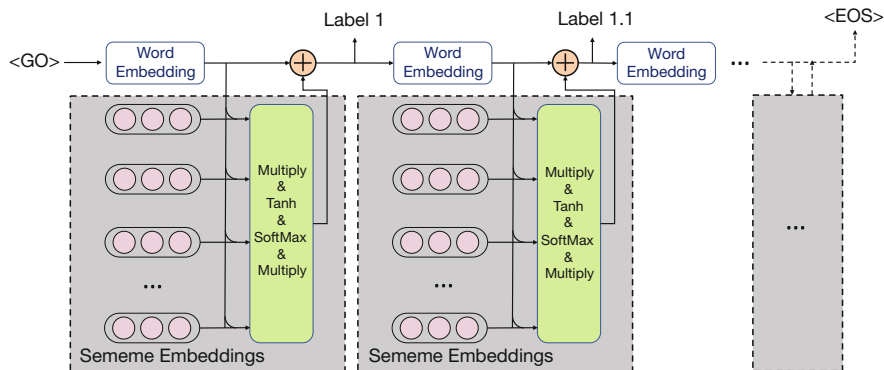 Label 1
Label 1.1
<EOS>
<GO>
Word
Embedding
Word
Embedding
Word
Embedding
...
Multiply
&
Tanh
&
SoftMax
&
Multiply
...
Sememe Embeddings
Multiply
&
Tanh
&
SoftMax
&
Multiply
...
Sememe Embeddings
...